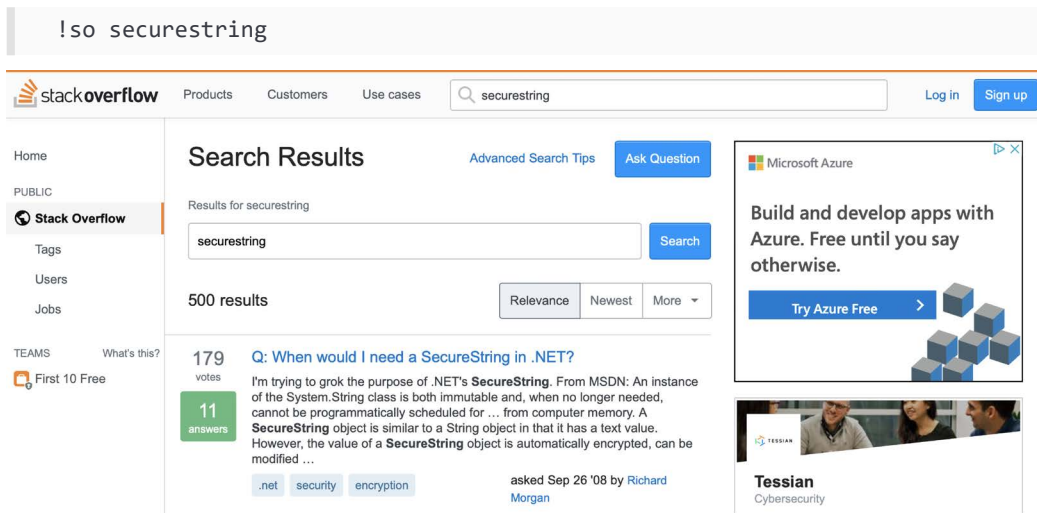 !so securestring
stackoverflow
Products Customers Use cases
securestring
Log in Sign up
Home
PUBLIC
Stack Overflow
Tags
Users
Jobs
TEAMS What's this?
First 10 Free
Search Results
Advanced Search Tips
Ask Question
Results for securestring
securestring
Search
500 results
Relevance Newest More
179
votes
11
answers
Q: When would I need a SecureString in .NET?
I'm trying to grok the purpose of .NET's SecureString. From MSDN: An instance
of the System.String class is both immutable and, when no longer needed,
cannot be programmatically scheduled for … from computer memory. A
SecureString object is similar to a String object in that it has a text value.
However, the value of a SecureString object is automatically encrypted, can be
modified …
.net security encryption
asked Sep 26 '08 by Richard
Morgan
Microsoft Azure
Build and develop apps with
Azure. Free until you say
otherwise.
Try Azure Free
TESSIAN
Tessian
Cybersecurity